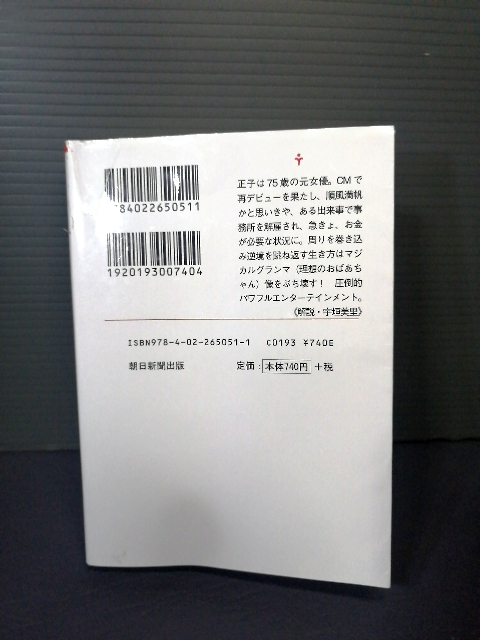 784022650511
1920193007404
正子は75歳の元女優。CMで
再デビューを果たし、順風満帆
かと思いきや、ある出来事で事
務所を解雇され、急きょ、お金
が必要な状況に。周りを巻き込
み逆境を跳ね返す生き方はマジ
カルグランマ（理想のおばあち
ゃん）像をぶち壊す！　圧倒的
パワフルエンターテインメント。
《解説・宇垣美里》
ISBN978-4-02-265051-1　C0193 ¥740E
朝日新聞出版　定価：本体740円＋税